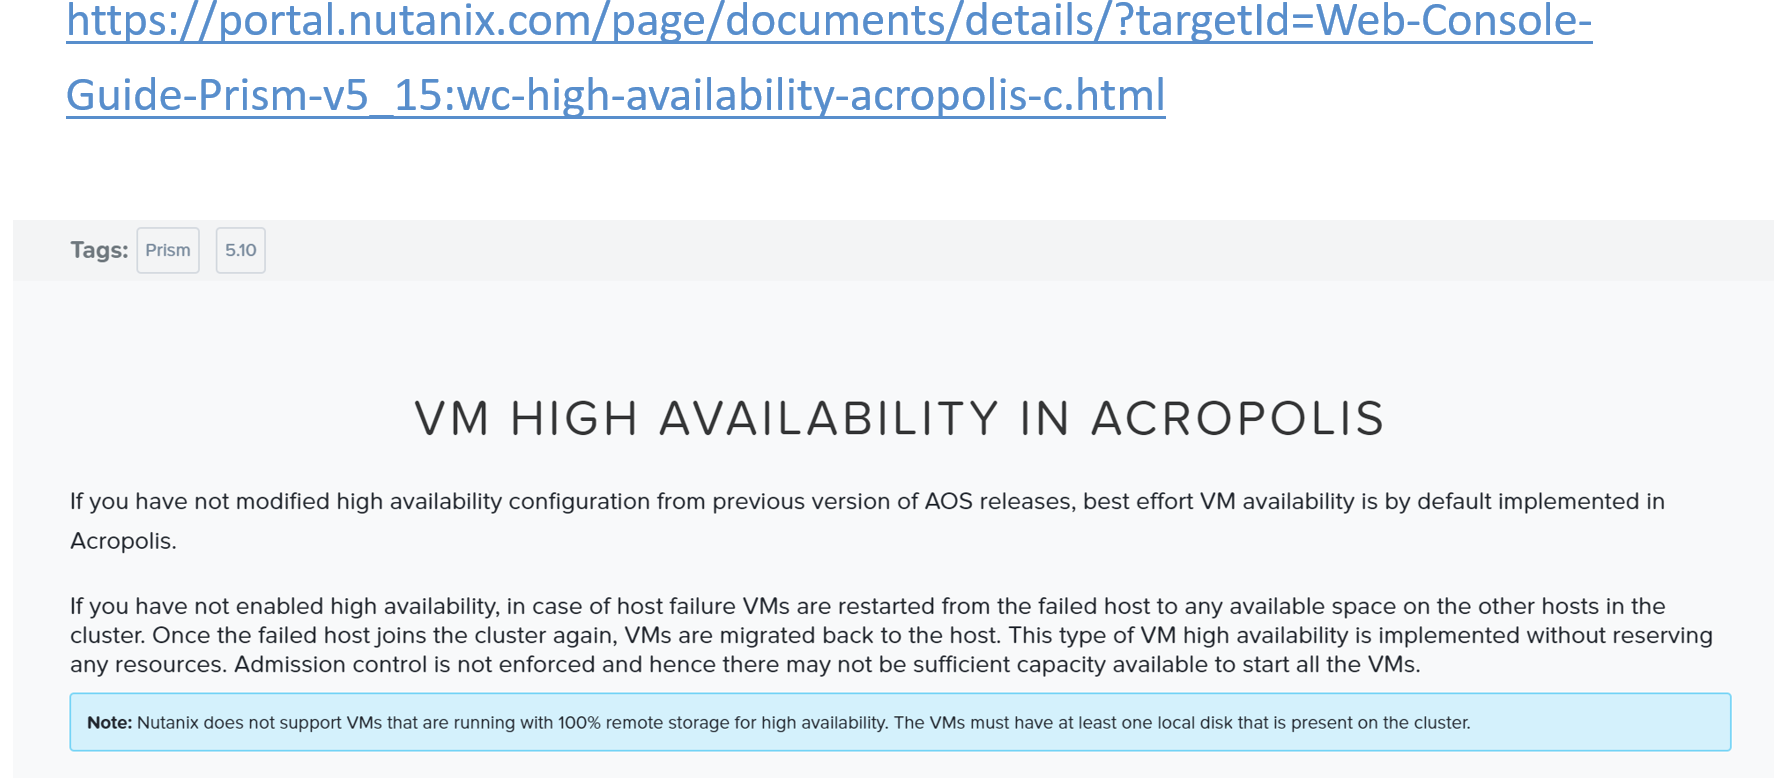 https://portal.nutanix.com/page/documents/details/?targetId=Web-Console-
Guide-Prism-v5_15:wc-high-availability-acropolis-c.html
Tags: Prism 5.10
VM HIGH AVAILABILITY IN ACROPOLIS
If you have not modified high availability configuration from previous version of AOS releases, best effort VM availability is by default implemented in
Acropolis.
If you have not enabled high availability, in case of host failure VMs are restarted from the failed host to any available space on the other hosts in the
cluster. Once the failed host joins the cluster again, VMs are migrated back to the host. This type of VM high availability is implemented without reserving
any resources. Admission control is not enforced and hence there may not be sufficient capacity available to start all the VMs.
Note: Nutanix does not support VMs that are running with 100% remote storage for high availability. The VMs must have at least one local disk that is present on the cluster.